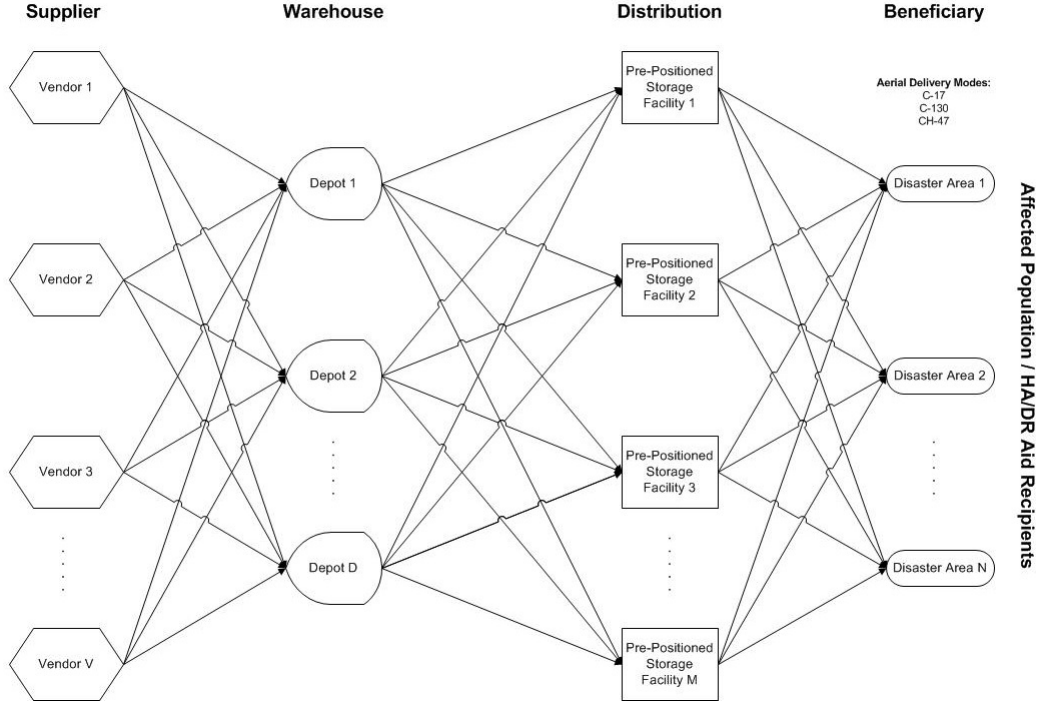 Supplier
Warehouse
Distribution
Beneficiary
Vendor 1
Vendor 2
Vendor 3
Vendor V
Depot 1
Depot 2
Depot D
Pre-Positioned
Storage
Facility 1
Pre-Positioned
Storage
Facility 2
Pre-Positioned
Storage
Facility 3
Pre-Positioned
Storage
Facility M
Aerial Delivery Modes:
C-17
C-130
CH-47
Disaster Area 1
Disaster Area 2
Disaster Area N
Affected Population / HA/DR Aid Recipients